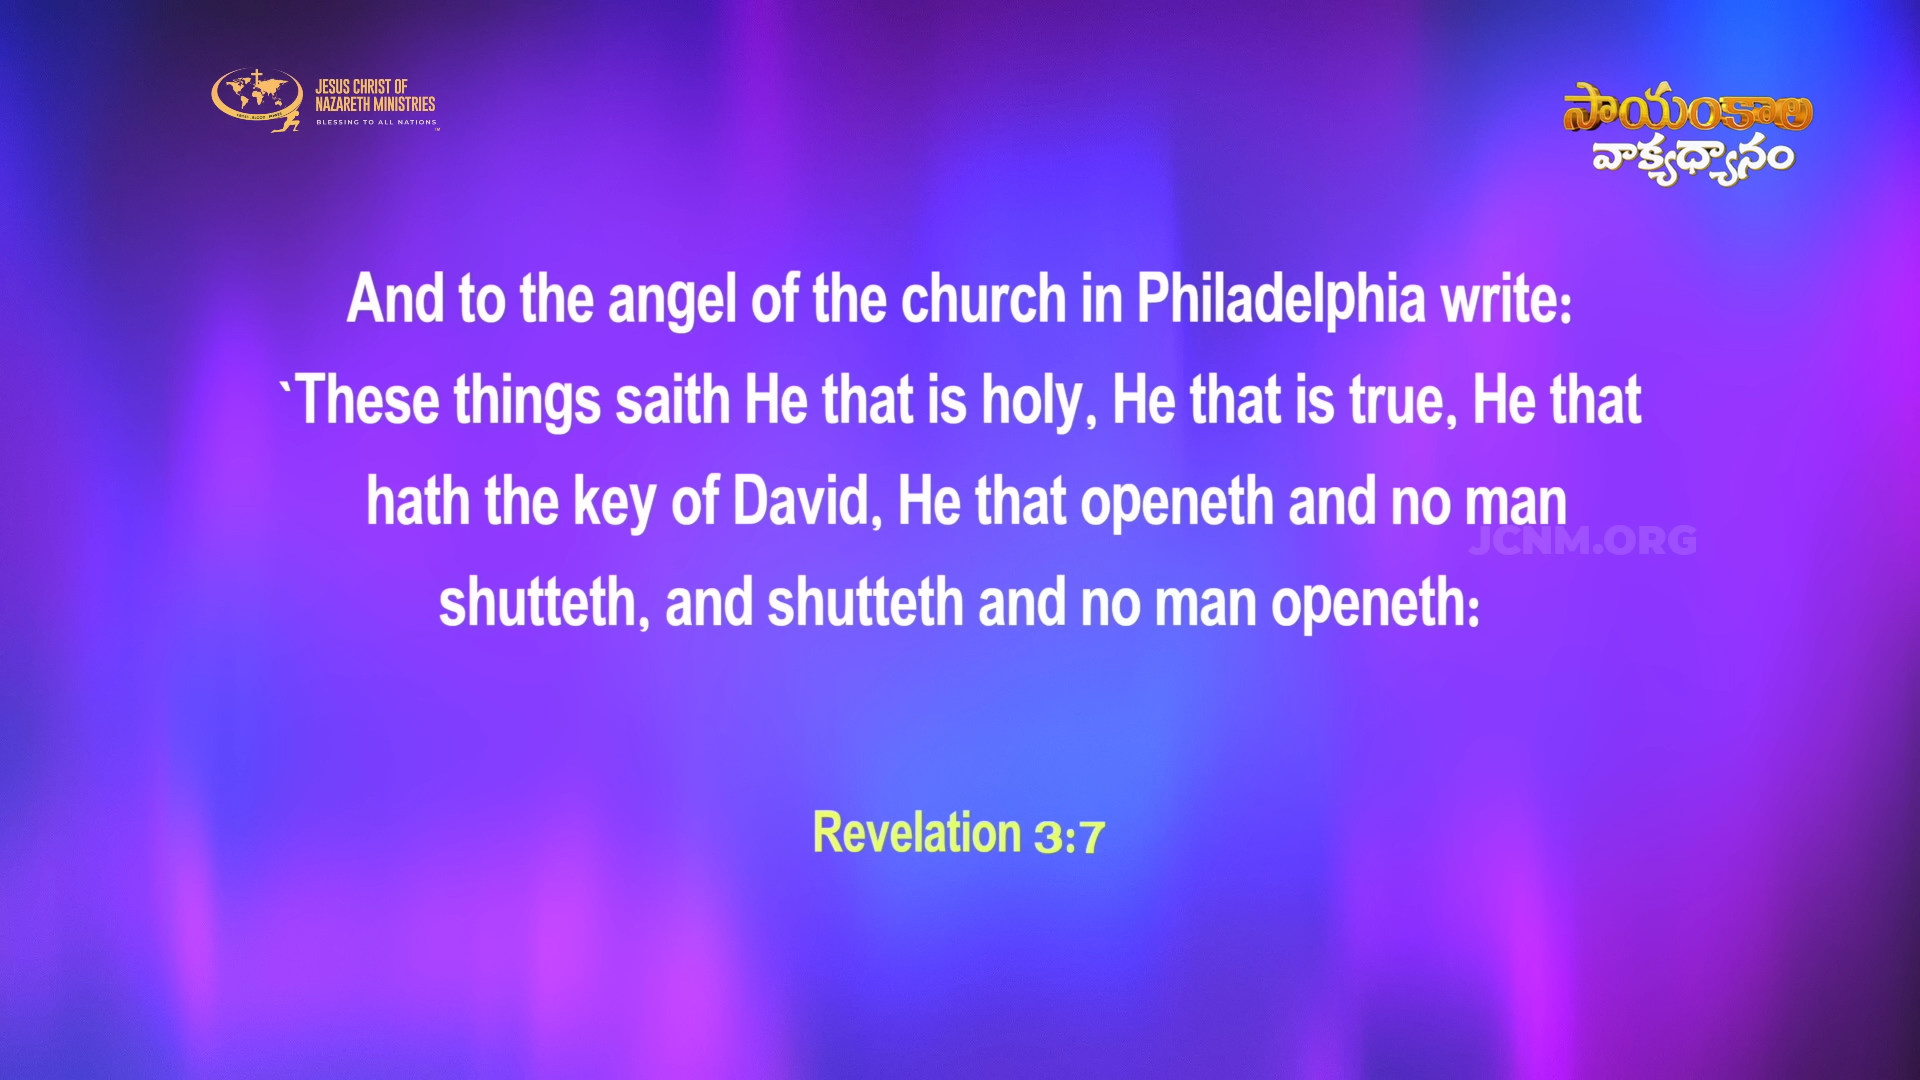 JESUS CHRIST OF
NAZARETH MINISTRIES
BLESSING TO ALL NATIONS
సాయంకాల
వాక్యధ్యానం
And to the angel of the church in Philadelphia write:
`These things saith He that is holy, He that is true, He that
hath the key of David, He that openeth and no man
JCNM.ORG
shutteth, and shutteth and no man openeth:
Revelation 3:7